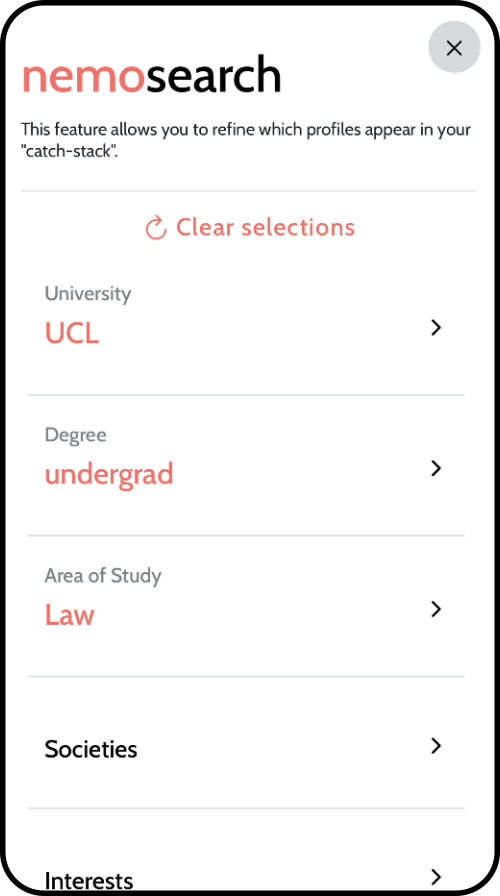 nemosearch
This feature allows you to refine which profiles appear in your
"catch-stack".
Clear selections
University
UCL
Degree
undergrad
Area of Study
Law
Societies
Interests